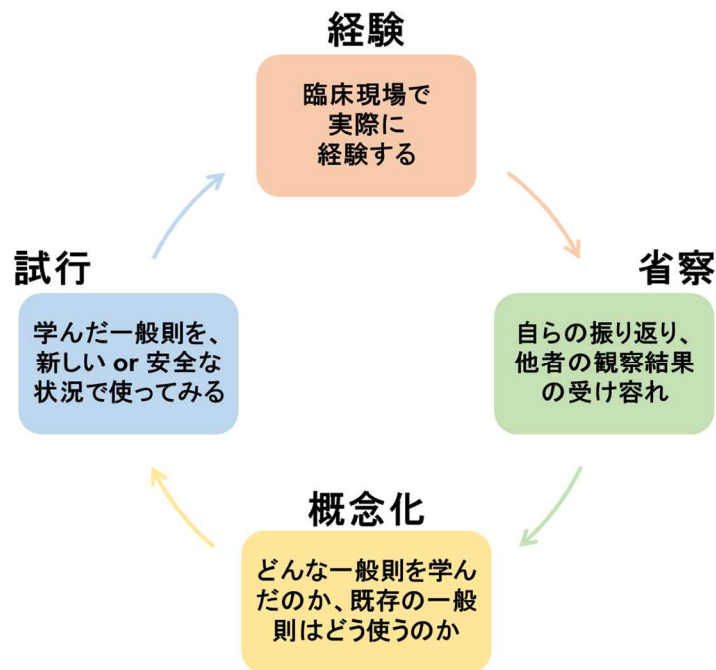 経験
臨床現場で
実際に
経験する
省察
自らの振り返り、
他者の観察結果
の受け容れ
概念化
どんな一般則を学ん
だのか、既存の一般
則はどう使うのか
試行
学んだ一般則を、
新しい or 安全な
状況で使ってみる